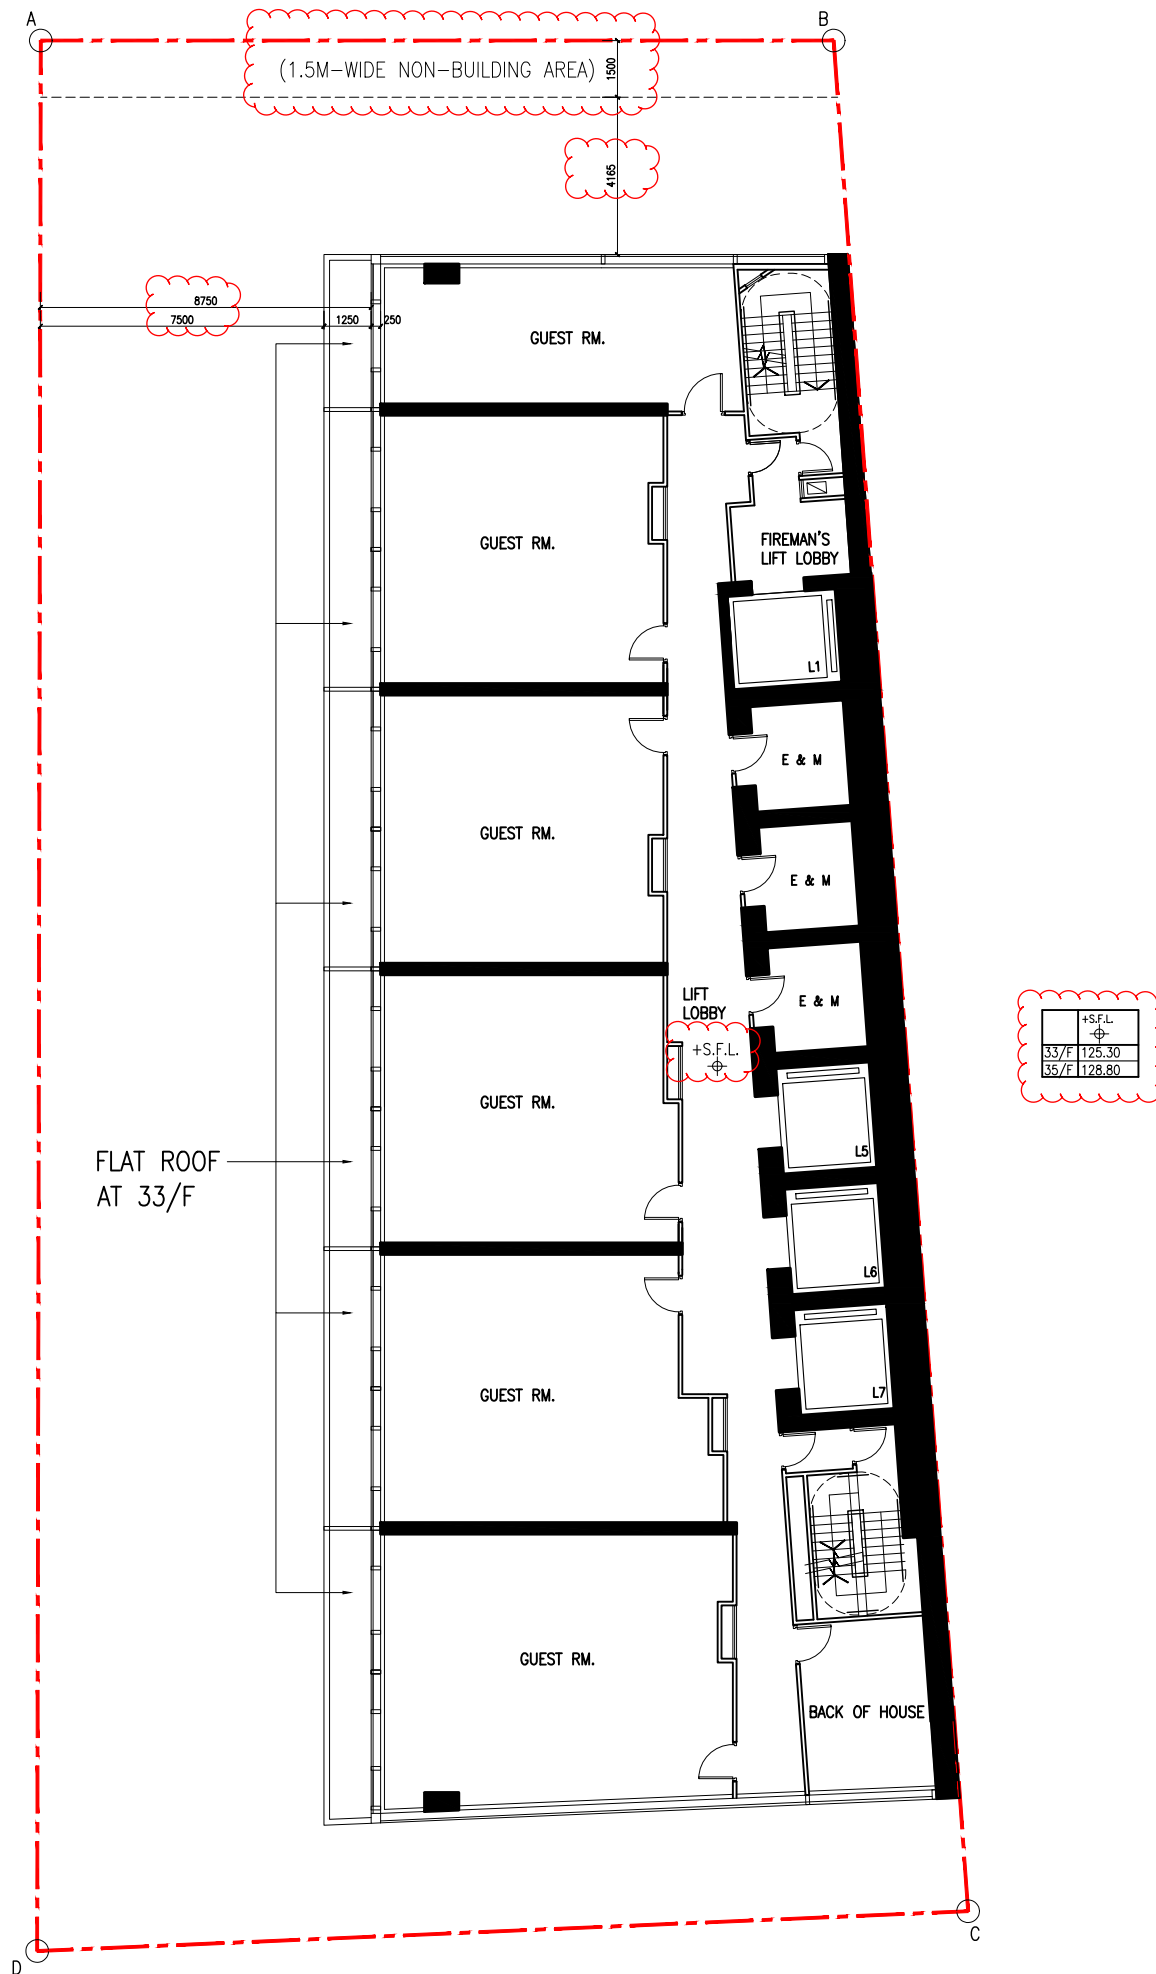 A
B
(1.5M-WIDE NON-BUILDING AREA)
1500
4165
8750
7500
1250
250
GUEST RM.
GUEST RM.
FIREMAN'S
LIFT LOBBY
L1
E & M
GUEST RM.
E & M
LIFT
LOBBY
E & M
+S.F.L.
+S.F.L.
33/F 125.30
35/F 128.80
GUEST RM.
L5
FLAT ROOF
AT 33/F
L6
GUEST RM.
L7
GUEST RM.
BACK OF HOUSE
C
D